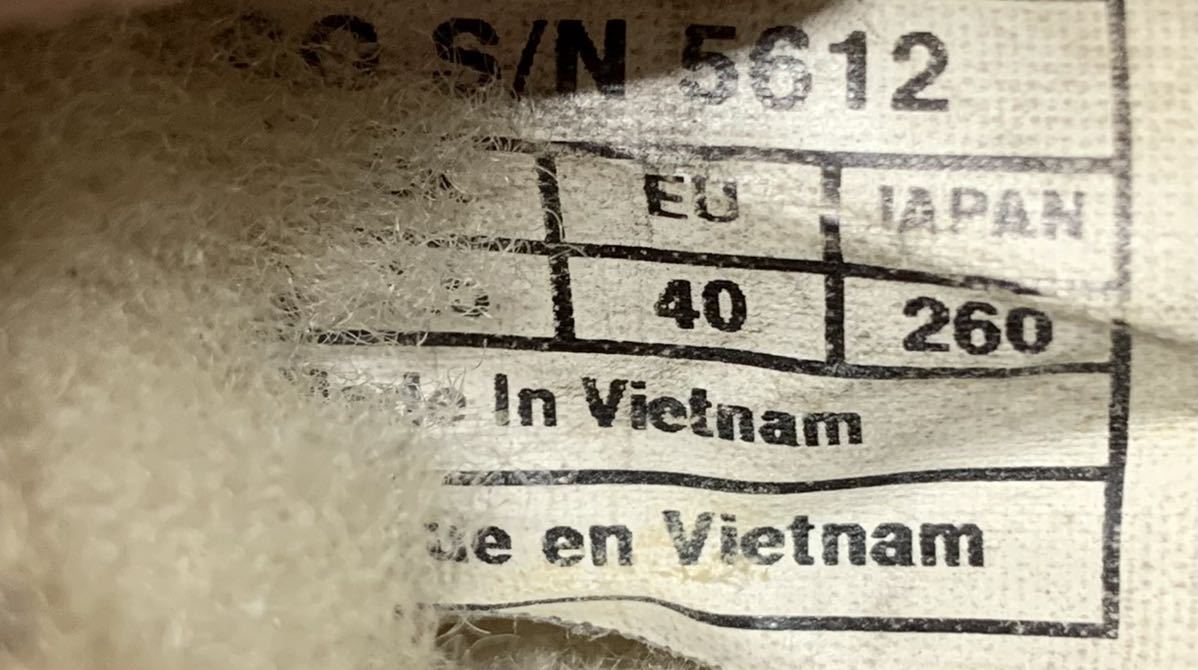 S/N 5612
EU JAPAN
40 260
In Vietnam
en Vietnam